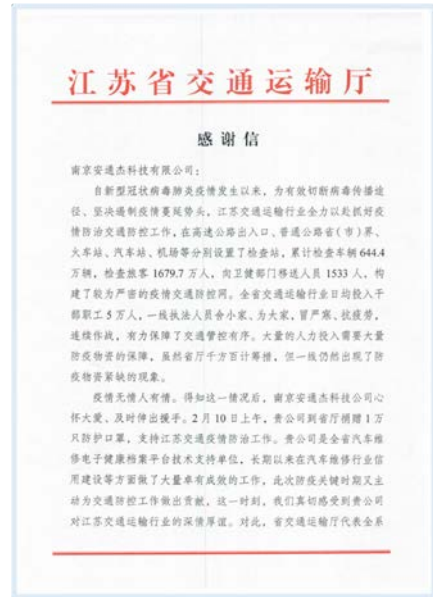 江苏省交通运输厅
感谢信
南京安通杰科技有限公司：
自新型冠状病毒肺炎疫情发生以来，为有效切断病毒传播途
径、坚决遏制疫情蔓延势头，江苏交通运输行业全力以赴抓好疫
情防治交通防控工作，在高速公路出入口、普通公路省（市）界、
火车站、汽车站、机场等分别设置了检查站，累计检查车辆 644.4
万辆，检查旅客 1679.7 万人，向卫健部门移送人员 1533 人，构
建了较为严密的疫情交通防控网。全省交通运输行业日均投入干
部职工 5 万人，一线执法人员舍小家、为大家，冒严寒、抗疲劳，
连续作战，有力保障了交通管控有序。大量的人力投入需要大量
防疫物资的保障，虽然省厅千方百计筹措，但一线仍然出现了防
疫物资紧缺的现象。
疫情无情人有情。得知这一情况后，南京安通杰科技公司心
怀大爱、及时伸出援手。2 月 10 日上午，贵公司到省厅捐赠 1 万
只防护口罩，支持江苏交通疫情防治工作。贵公司是全省汽车维
修电子健康档案平台技术支持单位，长期以来在汽车维修行业信
用建设等方面做了大量卓有成效的工作，此次防疫关键时期又主
动为交通防控工作做出贡献。这一时刻，我们真切感受到贵公司
对江苏交通运输行业的深情厚谊。对此，省交通运输厅代表全系